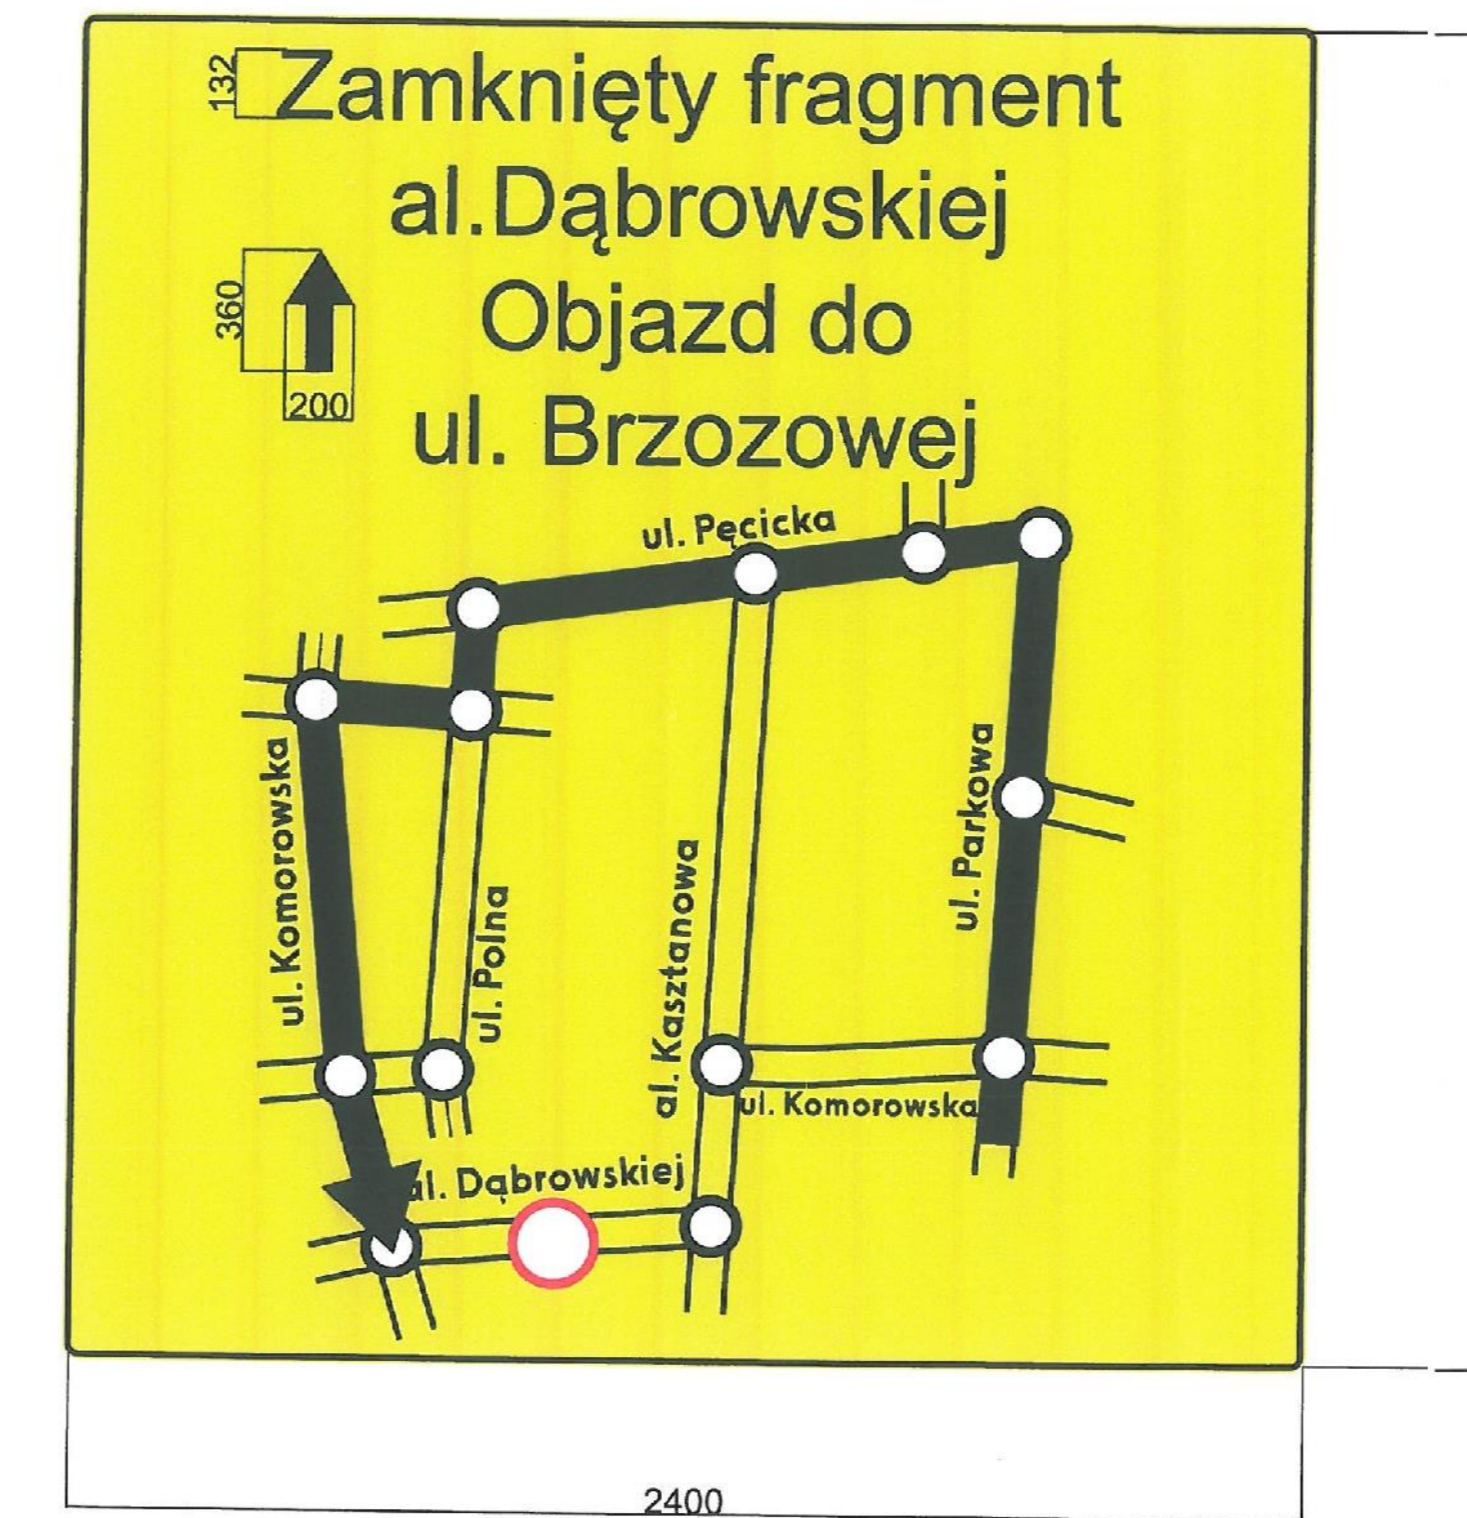 132
Zamknięty fragment
al.Dąbrowskiej
360
Objazd do
200
ul. Brzozowej
ul. Pęcicka
ul. Komorowska
ul. Polna
al. Kasztanowa
ul. Parkowa
ul. Komorowska
al. Dąbrowskiej
2400